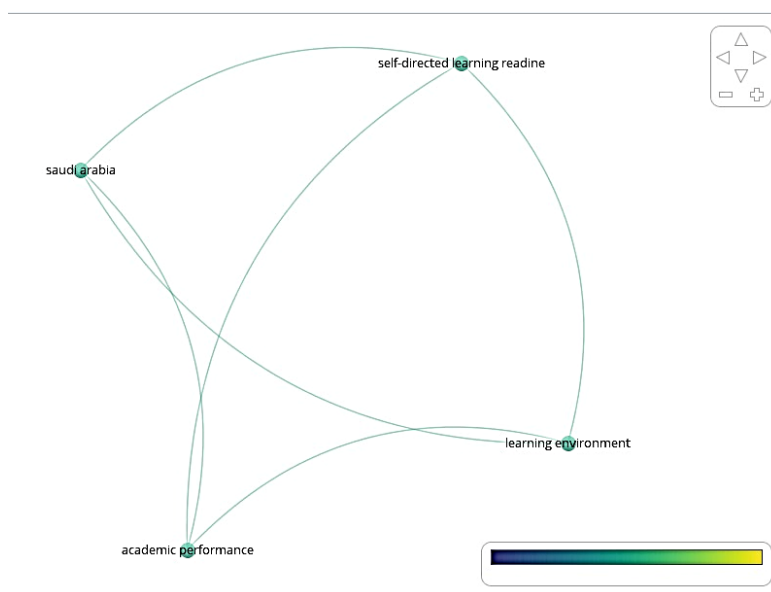 self-directed learning readine
saudi arabia
learning environment
academic performance